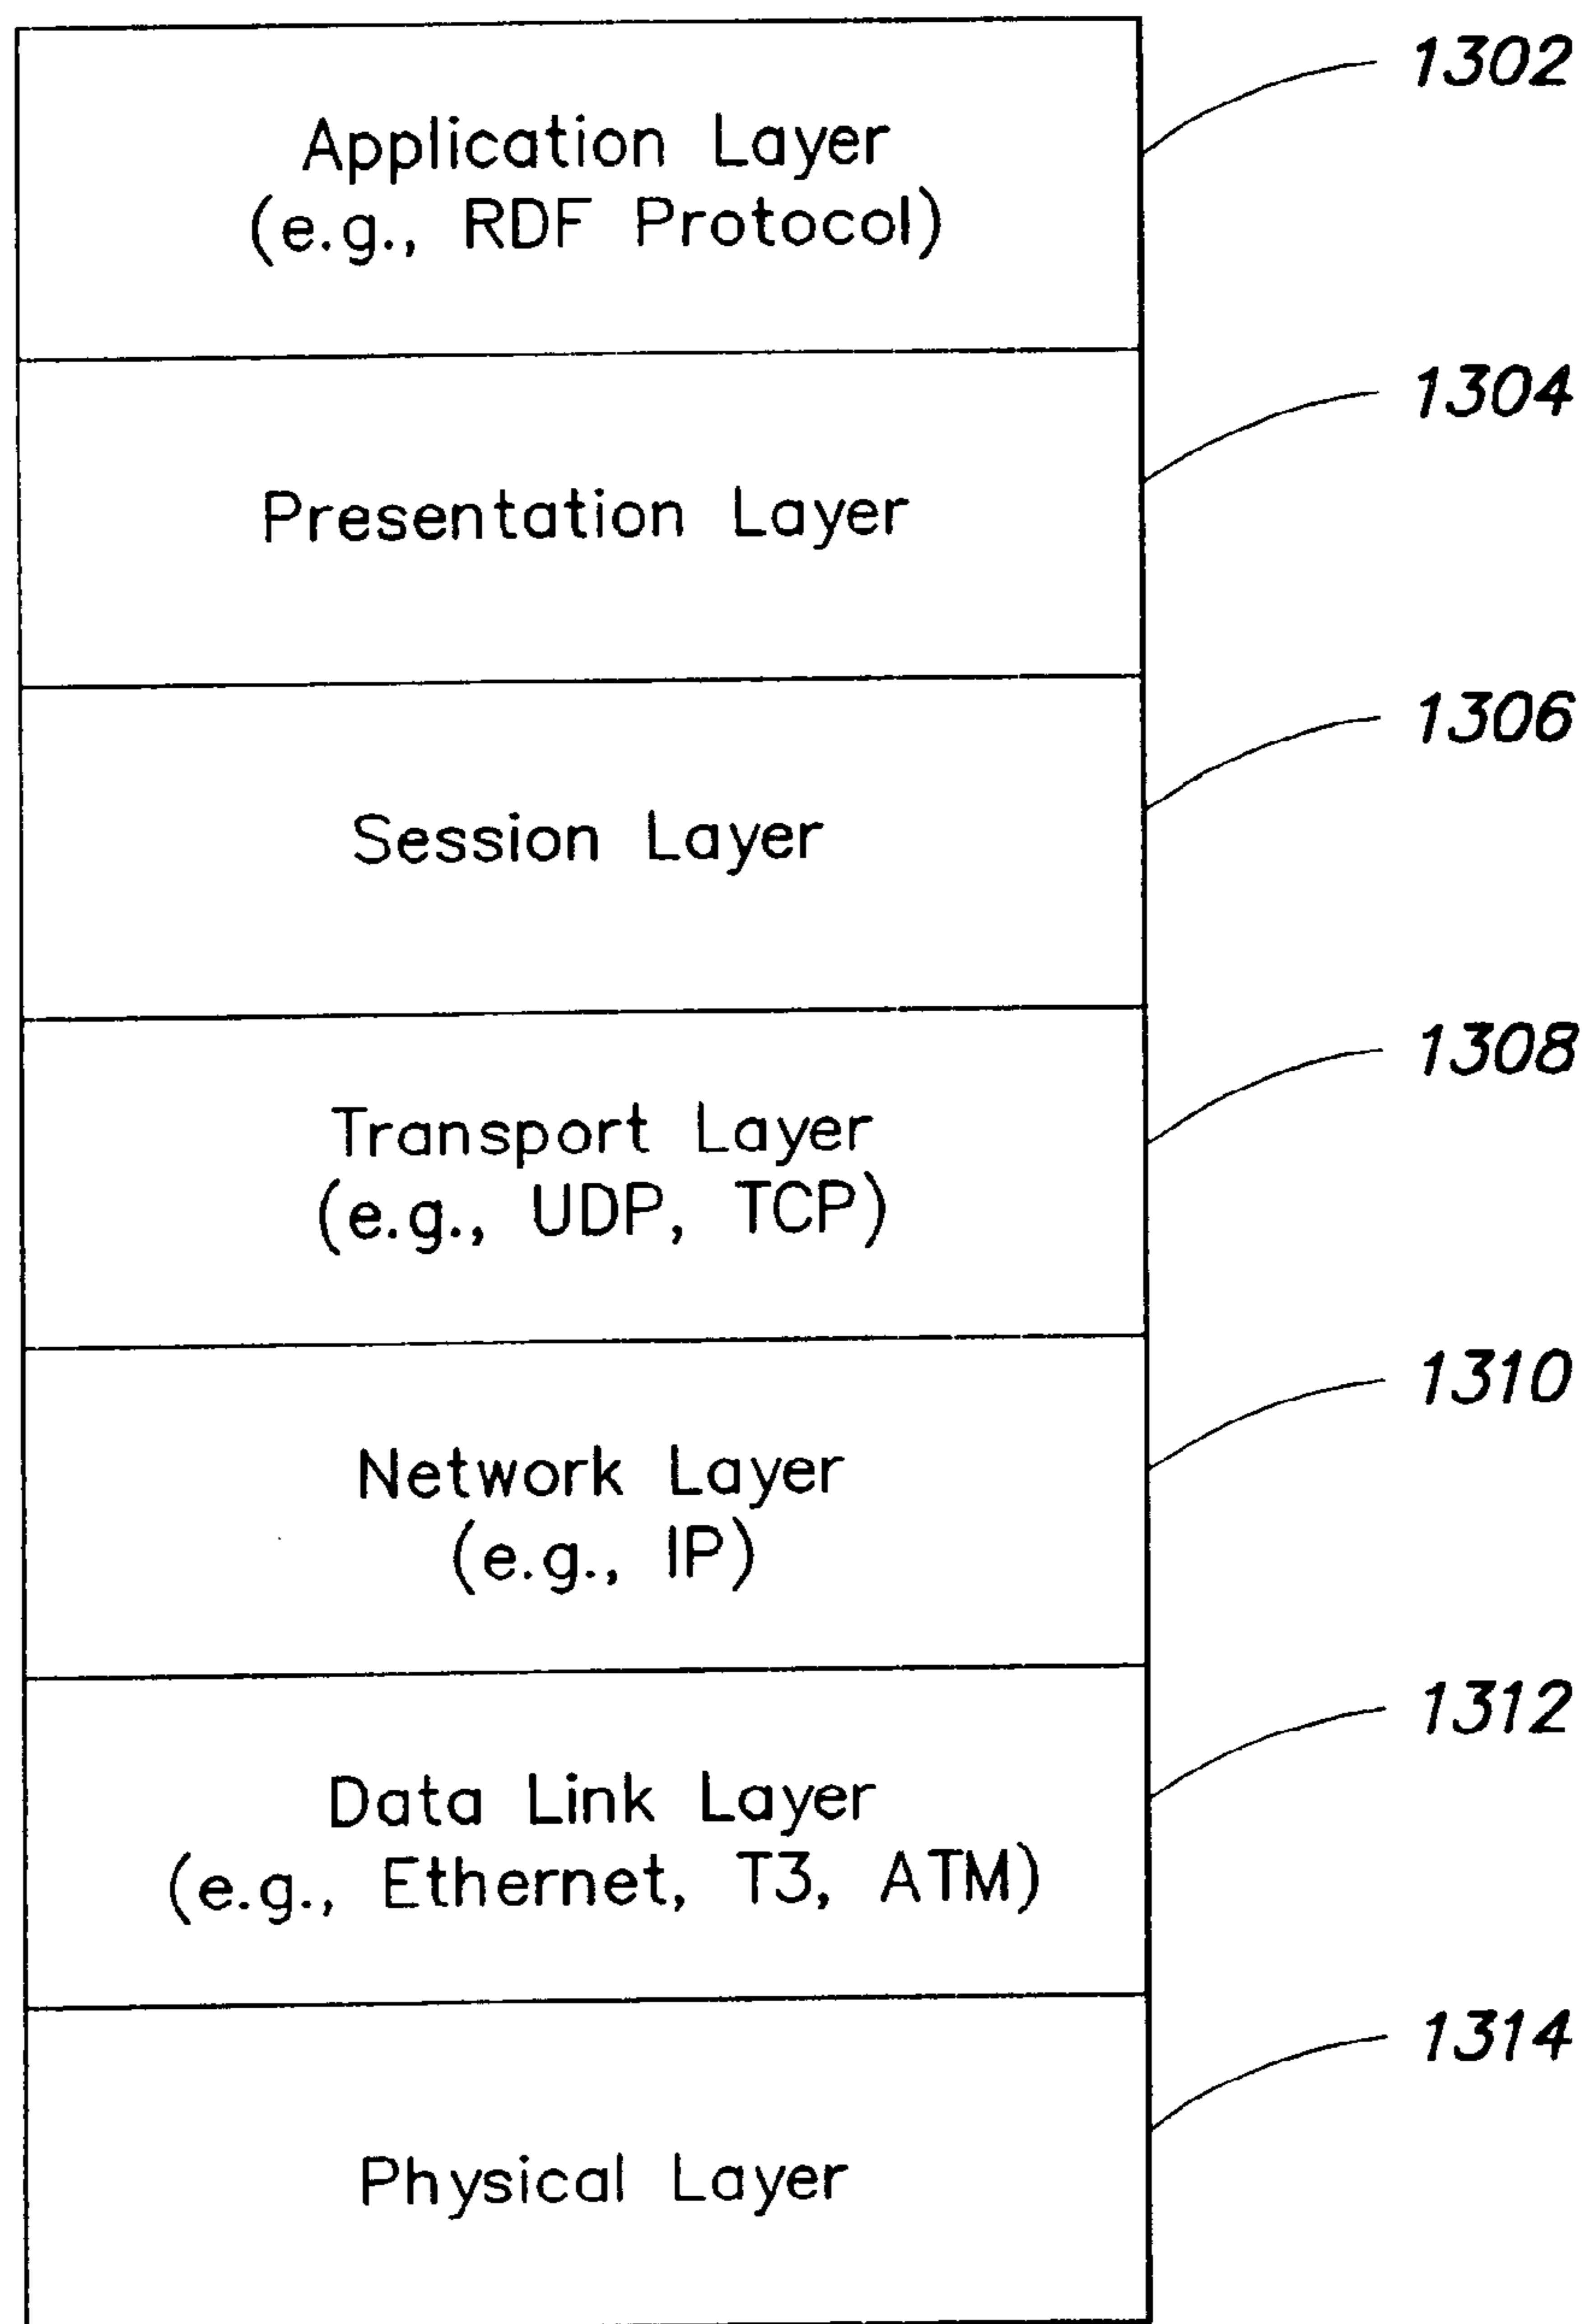 Application Layer
(e.g., RDF Protocol)
1302
Presentation Layer
1304
Session Layer
1306
Transport Layer
(e.g., UDP, TCP)
1308
Network Layer
(e.g., IP)
1310
Data Link Layer
(e.g., Ethernet, T3, ATM)
1312
Physical Layer
1314